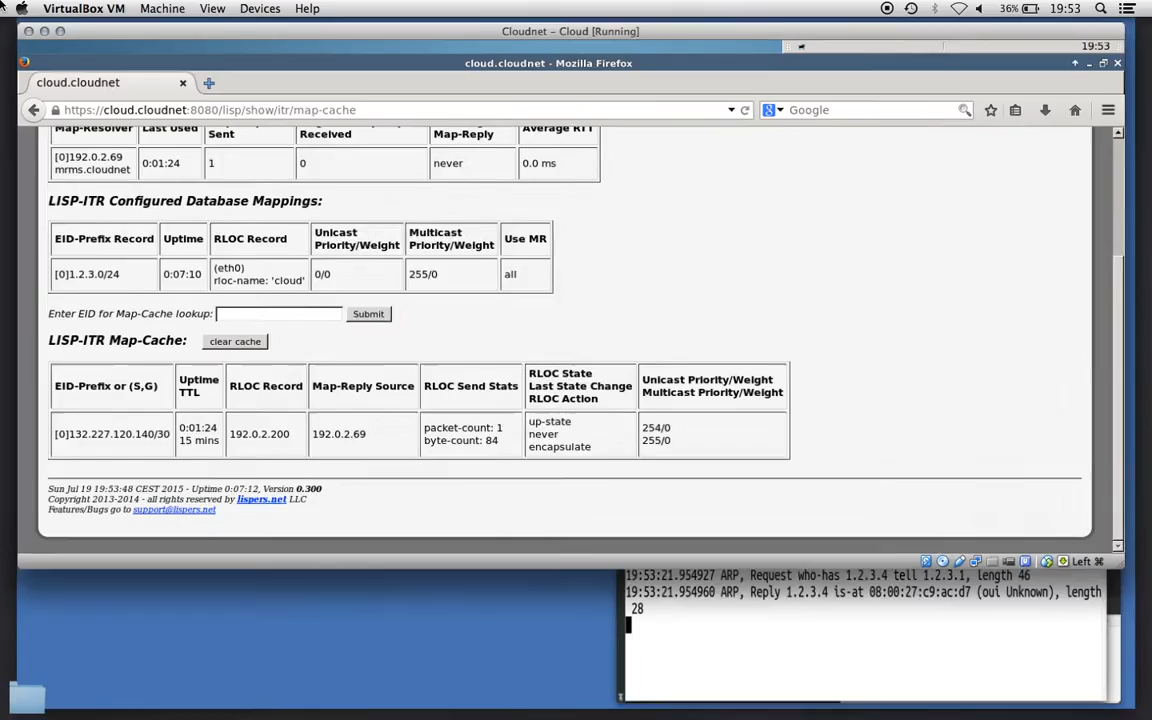 VirtualBox VM Machine View Devices Help 36% 19:53
Cloudnet – Cloud [Running]
19:53
cloud.cloudnet - Mozilla Firefox
cloud.cloudnet
https://cloud.cloudnet:8080/lisp/show/itr/map-cache Google
Map-Resolver Last Used Sent Received Map-Reply Average RTT
[0]192.0.2.69
mrms.cloudnet 0:01:24 1 0 never 0.0 ms
LISP-ITR Configured Database Mappings:
EID-Prefix Record Uptime RLOC Record Unicast
Priority/Weight Multicast
Priority/Weight Use MR
[0]1.2.3.0/24 0:07:10 (eth0)
rloc-name: 'cloud' 0/0 255/0 all
Enter EID for Map-Cache lookup: Submit
LISP-ITR Map-Cache: clear cache
EID-Prefix or (S,G) Uptime
TTL RLOC Record Map-Reply Source RLOC Send Stats RLOC State
Last State Change
RLOC Action Unicast Priority/Weight
Multicast Priority/Weight
[0]132.227.120.140/30 0:01:24
15 mins 192.0.2.200 192.0.2.69 packet-count: 1
byte-count: 84 up-state
never
encapsulate 254/0
255/0
Sun Jul 19 19:53:48 CEST 2015 - Uptime 0:07:12, Version 0.300
Copyright 2013-2014 - all rights reserved by lispers.net LLC
Features/Bugs go to support@lispers.net
Left ⌘
19:53:21.954927 ARP, Request who-has 1.2.3.4 tell 1.2.3.1, length 46
19:53:21.954960 ARP, Reply 1.2.3.4 is-at 08:00:27:c9:ac:d7 (oui Unknown), length
28